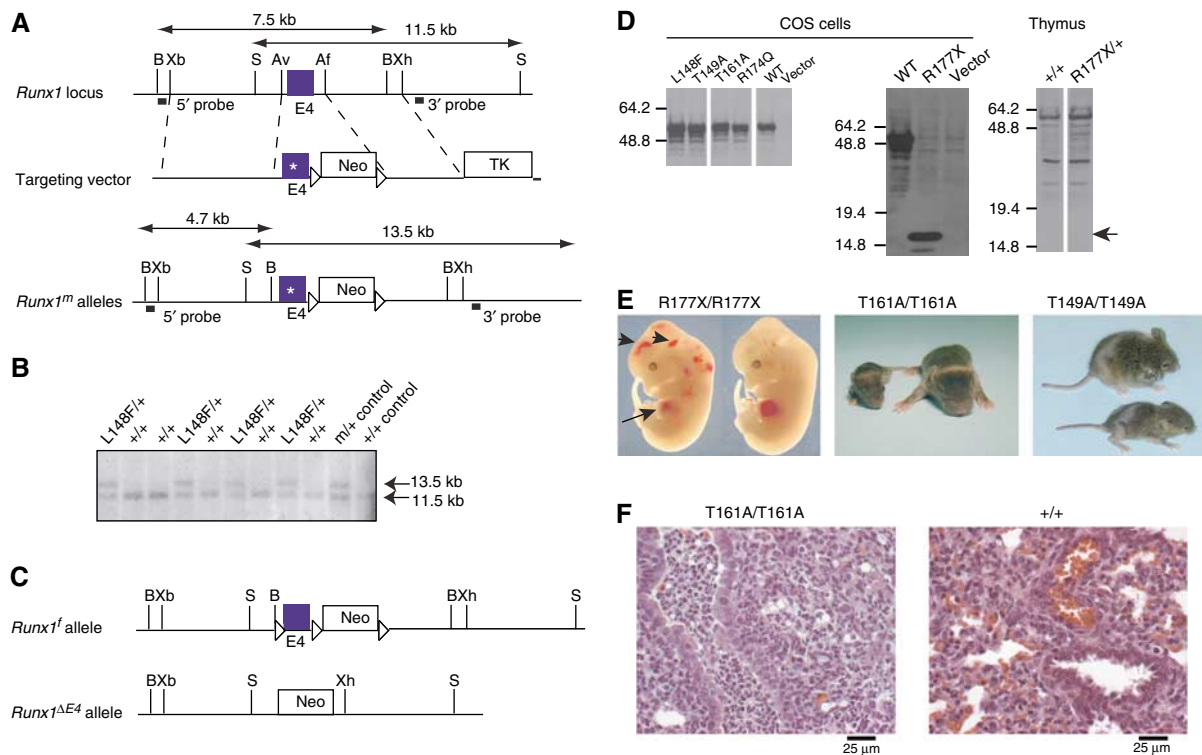 A
7.5 kb
11.5 kb
B Xb S Av Af B Xh S
Runx1 locus
5′ probe E4 3′ probe
Targeting vector * Neo TK
E4
4.7 kb
13.5 kb
BXb S B BXh
Runx1m alleles * Neo
5′ probe E4 3′ probe
B
L148F/+ +/+ +/+ L148F/+ +/+ L148F/+ +/+ L148F/+ +/+ m/+ control +/+ control
13.5 kb
11.5 kb
C
BXb S B BXh S
Runx1f allele Neo
E4
BXb S Xh S
Runx1ΔE4 allele Neo
D
COS cells Thymus
L148F T149A T161A R174Q WT Vector
WT R177X Vector
+/+ R177X/+
64.2
48.8
64.2
48.8
19.4
14.8
64.2
48.8
19.4
14.8
E
R177X/R177X T161A/T161A T149A/T149A
F
T161A/T161A +/+
25 μm 25 μm